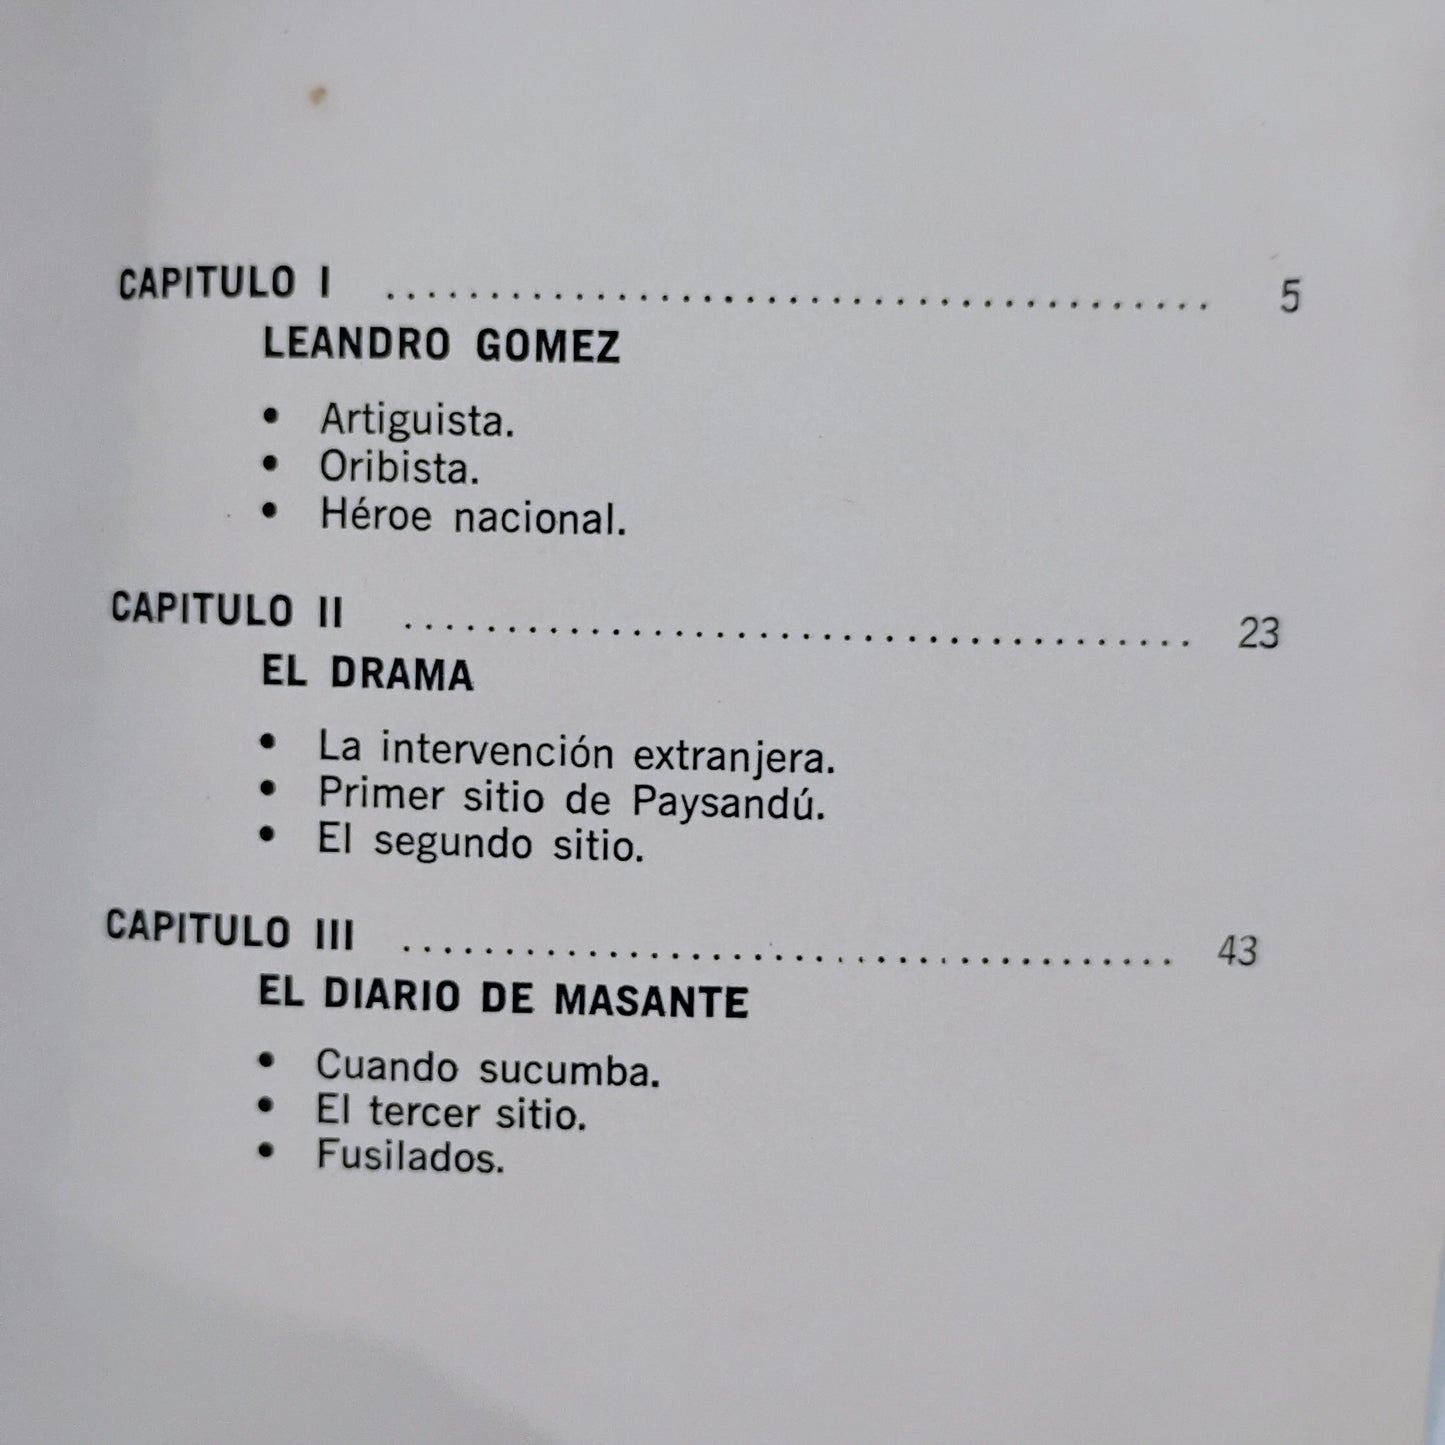 CAPITULO I ........................................ 5
LEANDRO GOMEZ
• Artiguista.
• Oribista.
• Héroe nacional.
CAPITULO II ...................................... 23
EL DRAMA
• La intervención extranjera.
• Primer sitio de Paysandú.
• El segundo sitio.
CAPITULO III ...................................... 43
EL DIARIO DE MASANTE
• Cuando sucumba.
• El tercer sitio.
• Fusilados.